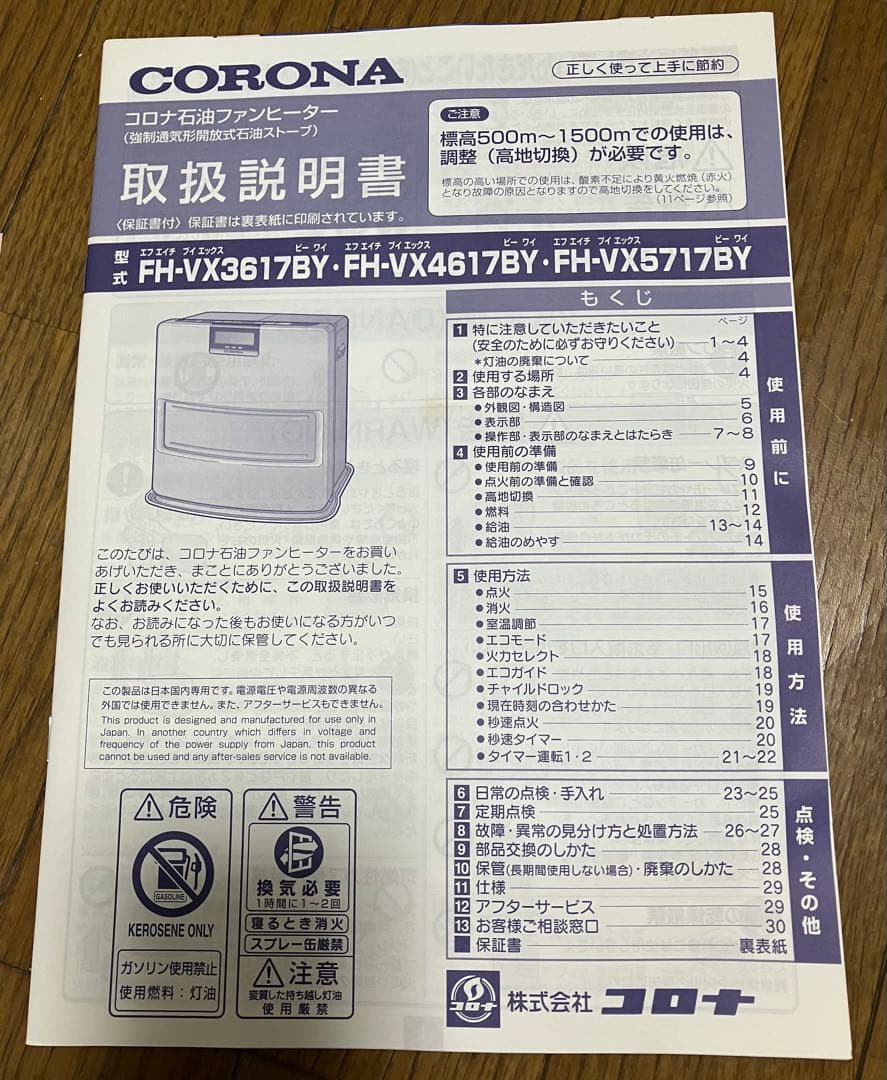 CORONA
正しく使って上手に節約
コロナ石油ファンヒーター
（強制通気形開放式石油ストーブ）
取扱説明書
〈保証書付〉保証書は裏表紙に印刷されています。
ご注意
標高500m～1500mでの使用は、
調整（高地切換）が必要です。
標高の高い場所での使用は、酸素不足により黄火燃焼（赤火）
となり故障の原因となりますので高地切換をしてください。
（11ページ参照）
エフ エイチ ブイ エックス ビー ワイ エフ エイチ ブイ エックス ビー ワイ エフ エイチ ブイ エックス ビー ワイ
型式 FH-VX3617BY・FH-VX4617BY・FH-VX5717BY
CORONA
このたびは、コロナ石油ファンヒーターをお買い
あげいただき、まことにありがとうございました。
正しくお使いいただくために、この取扱説明書を
よくお読みください。
なお、お読みになった後もお使いになる方がいつ
でも見られる所に大切に保管してください。
この製品は日本国内専用です。電源電圧や電源周波数の異なる
外国では使用できません。また、アフターサービスもできません。
This product is designed and manufactured for use only in
Japan. In another country which differs in voltage and
frequency of the power supply from Japan, this product
cannot be used and any after-sales service is not available.
危険
GASOLINE
KEROSENE ONLY
ガソリン使用禁止
使用燃料：灯油
警告
換気必要
1時間に1～2回
寝るとき消火
スプレー缶厳禁
注意
変質した持ち越し灯油
使用厳禁
もくじ
ページ
1 特に注意していただきたいこと
（安全のために必ずお守りください） 1～4
＊灯油の廃棄について 4
2 使用する場所 4
3 各部のなまえ
●外観図・構造図 5
●表示部 6
●操作部・表示部のなまえとはたらき 7～8
4 使用前の準備
●使用前の準備 9
●点火前の準備と確認 10
●高地切換 11
●燃料 12
●給油 13～14
●給油のめやす 14
使用前に
5 使用方法
●点火 15
●消火 16
●室温調節 17
●エコモード 17
●火力セレクト 18
●エコガイド 18
●チャイルドロック 19
●現在時刻の合わせかた 19
●秒速点火 20
●秒速タイマー 20
●タイマー運転1・2 21～22
使用方法
6 日常の点検・手入れ 23～25
7 定期点検 25
8 故障・異常の見分け方と処置方法 26～27
9 部品交換のしかた 28
10 保管（長期間使用しない場合）・廃棄のしかた 28
11 仕様 29
12 アフターサービス 29
13 お客様ご相談窓口 30
保証書 裏表紙
点検・その他
コロナ
株式会社 コロナ